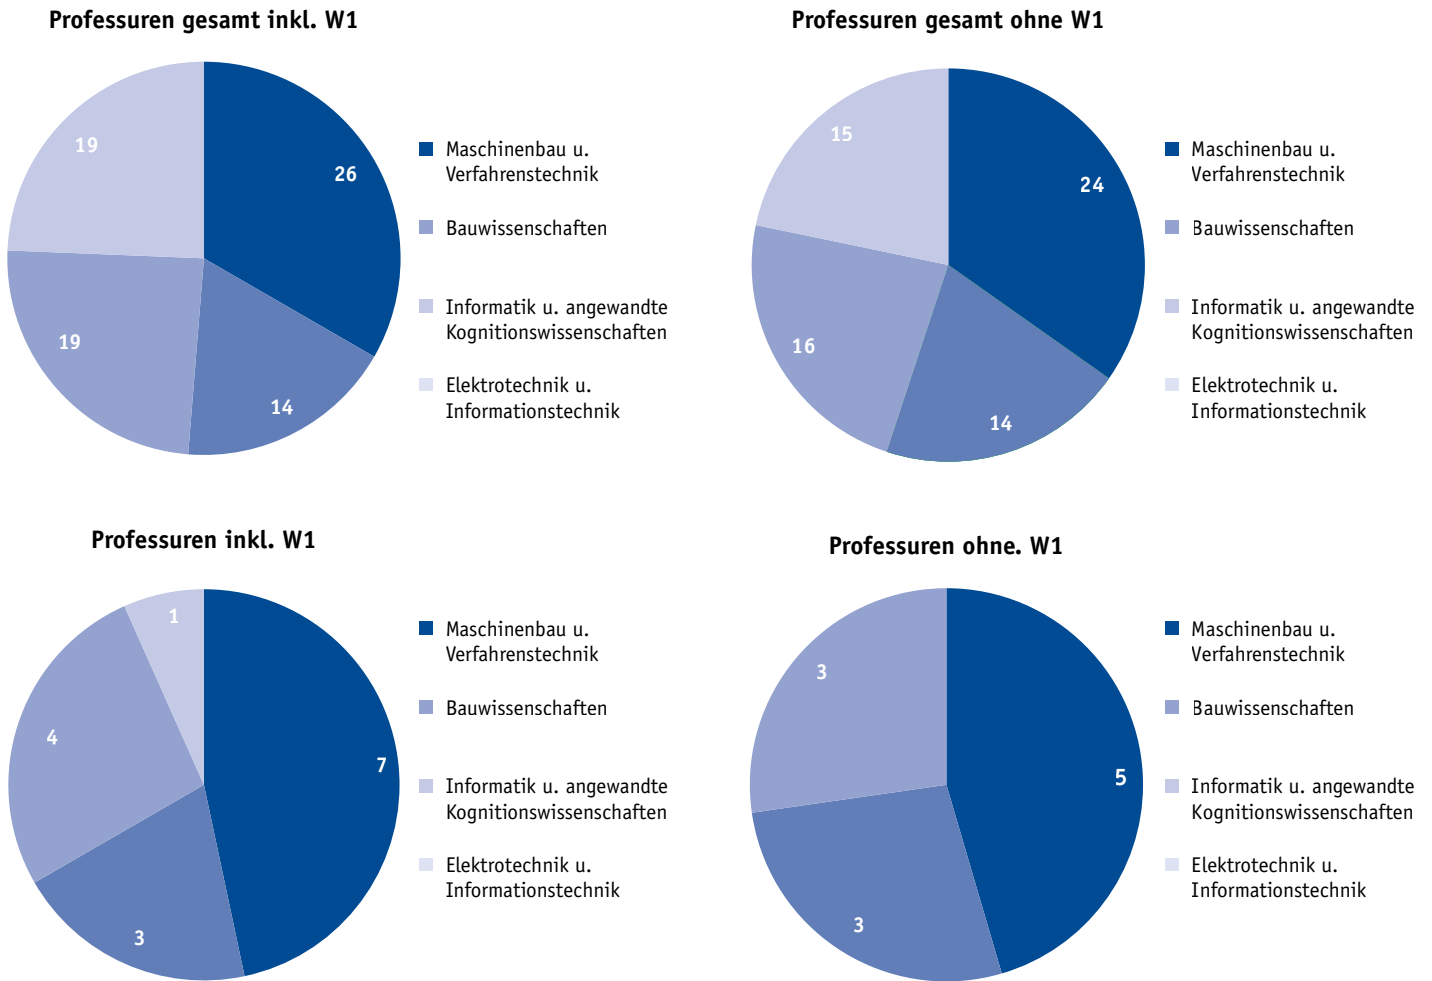 Professuren gesamt inkl. W1
19
26
19
14
Maschinenbau u.
Verfahrenstechnik
Bauwissenschaften
Informatik u. angewandte
Kognitionswissenschaften
Elektrotechnik u.
Informationstechnik
Professuren gesamt ohne W1
15
24
16
14
Maschinenbau u.
Verfahrenstechnik
Bauwissenschaften
Informatik u. angewandte
Kognitionswissenschaften
Elektrotechnik u.
Informationstechnik
Professuren inkl. W1
1
4
7
3
Maschinenbau u.
Verfahrenstechnik
Bauwissenschaften
Informatik u. angewandte
Kognitionswissenschaften
Elektrotechnik u.
Informationstechnik
Professuren ohne. W1
3
5
3
Maschinenbau u.
Verfahrenstechnik
Bauwissenschaften
Informatik u. angewandte
Kognitionswissenschaften
Elektrotechnik u.
Informationstechnik